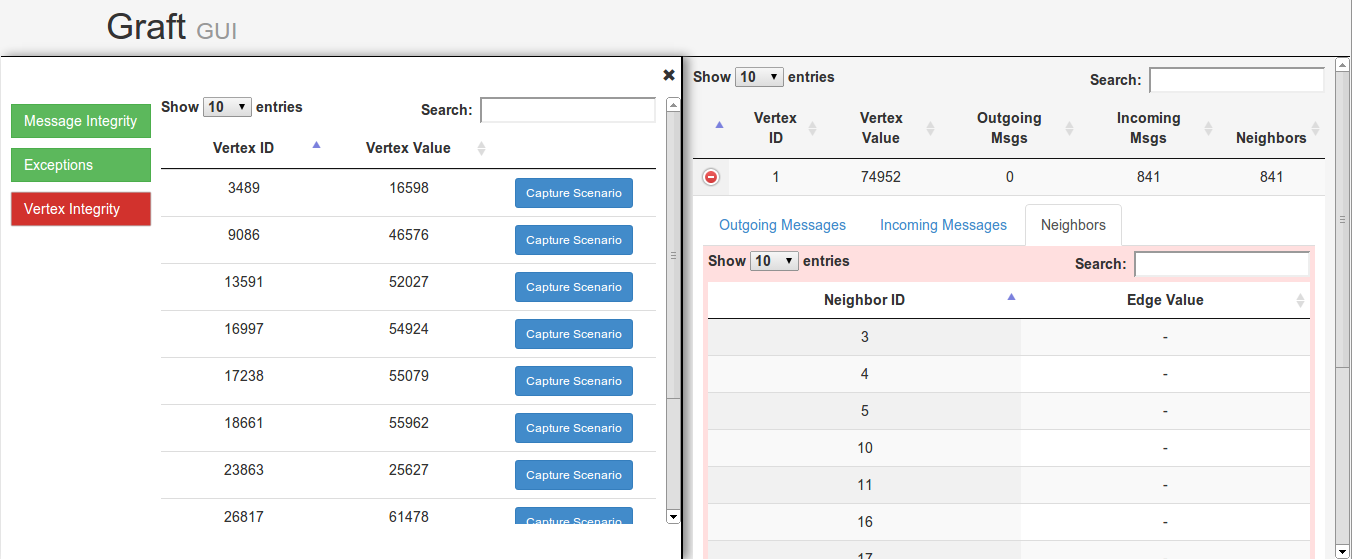 Graft GUI
✖
Message Integrity
Exceptions
Vertex Integrity
Show 10 entries
Search:
Vertex ID Vertex Value
3489 16598 Capture Scenario
9086 46576 Capture Scenario
13591 52027 Capture Scenario
16997 54924 Capture Scenario
17238 55079 Capture Scenario
18661 55962 Capture Scenario
23863 25627 Capture Scenario
26817 61478 Capture Scenario
Show 10 entries
Search:
Vertex ID Vertex Value Outgoing Msgs Incoming Msgs Neighbors
1 74952 0 841 841
Outgoing Messages Incoming Messages Neighbors
Show 10 entries
Search:
Neighbor ID Edge Value
3 -
4 -
5 -
10 -
11 -
16 -
17 -